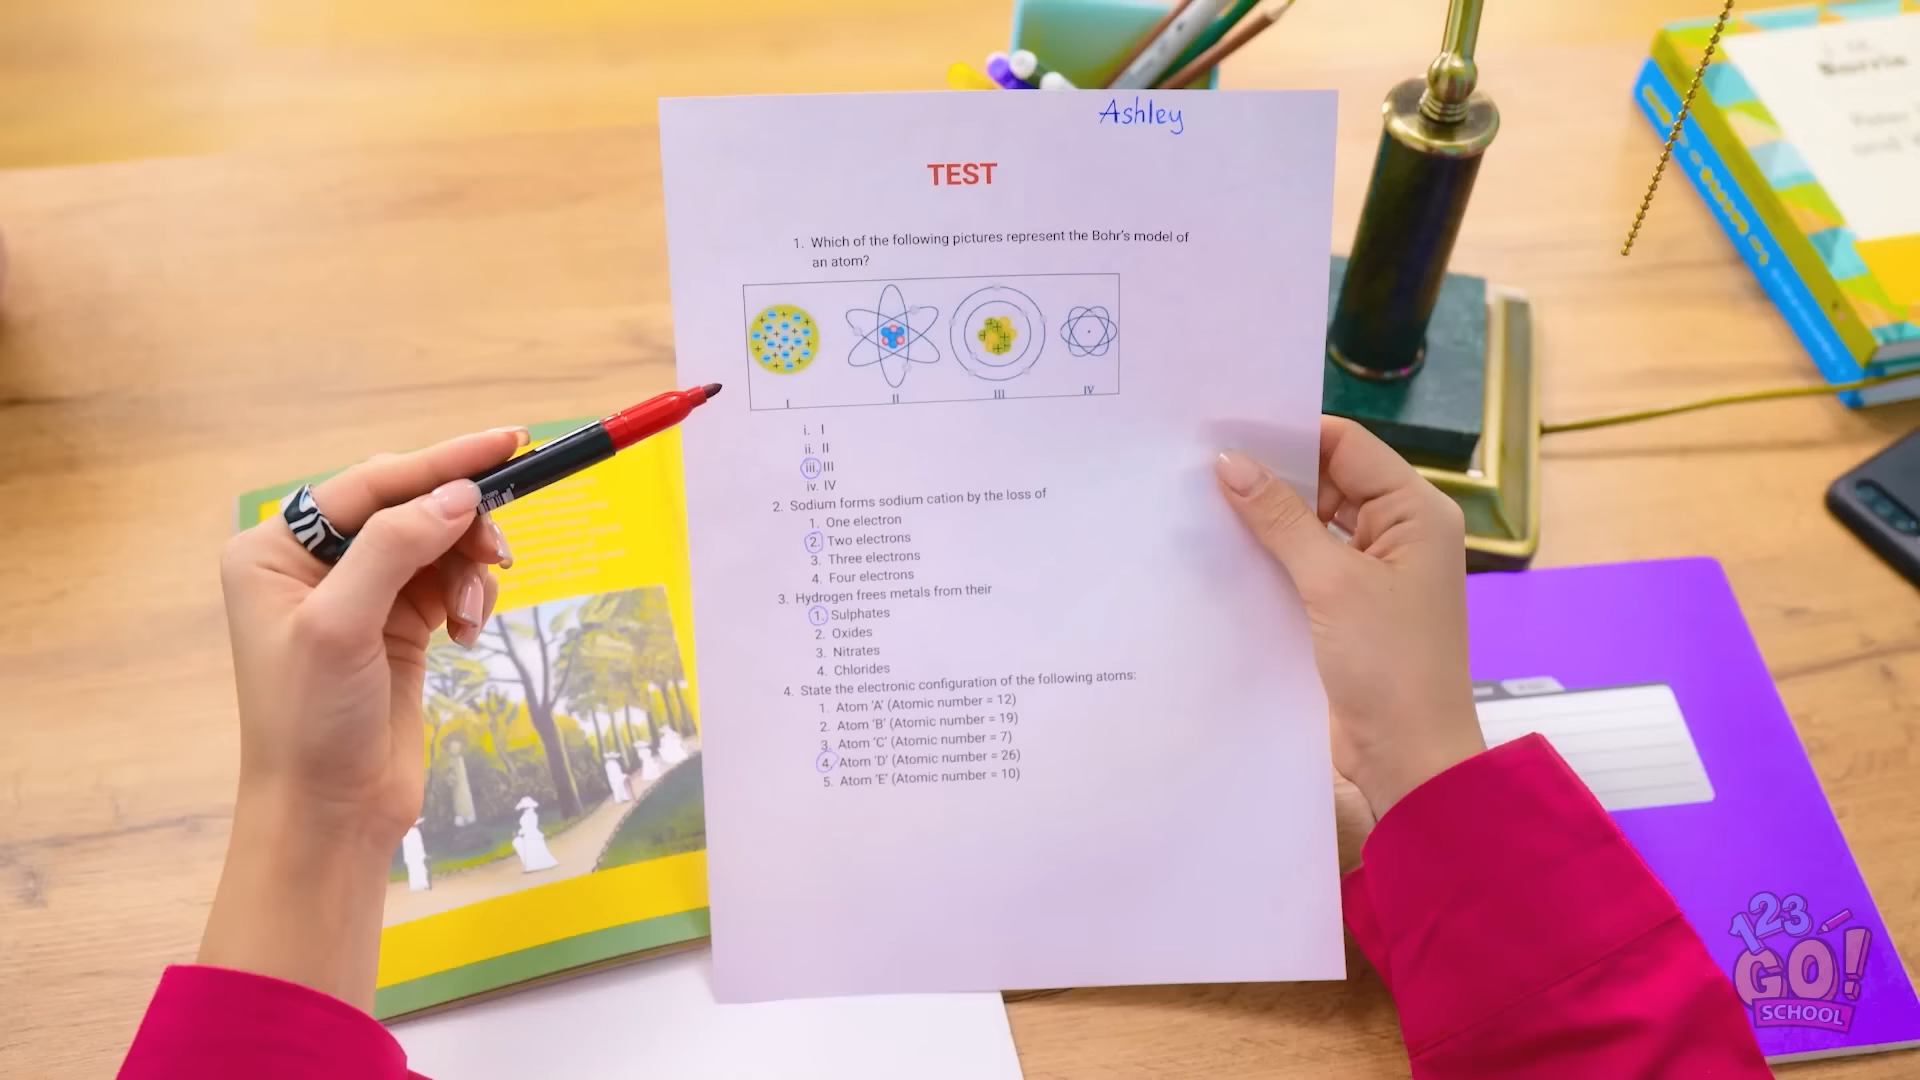 Ashley
TEST
1. Which of the following pictures represent the Bohr's model of
an atom?
I II III IV
i. I
ii. II
iii. III
iv. IV
2. Sodium forms sodium cation by the loss of
1. One electron
2. Two electrons
3. Three electrons
4. Four electrons
3. Hydrogen frees metals from their
1. Sulphates
2. Oxides
3. Nitrates
4. Chlorides
4. State the electronic configuration of the following atoms:
1. Atom 'A' (Atomic number = 12)
2. Atom 'B' (Atomic number = 19)
3. Atom 'C' (Atomic number = 7)
4. Atom 'D' (Atomic number = 26)
5. Atom 'E' (Atomic number = 10)
123
GO!
SCHOOL